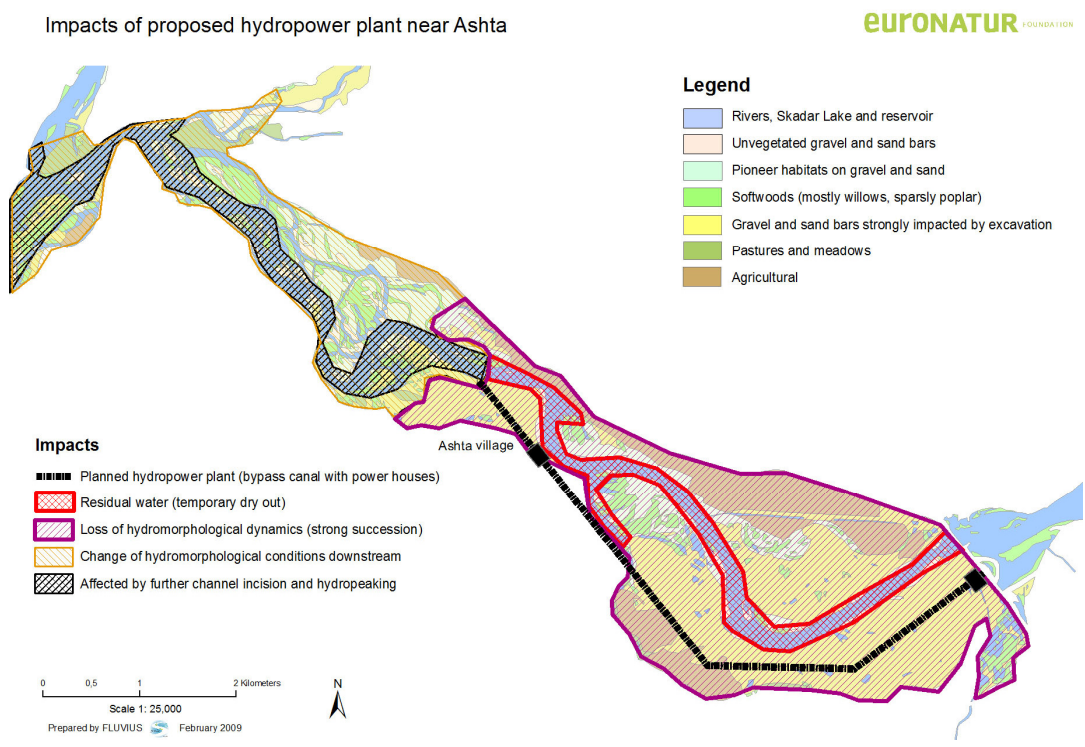 Impacts of proposed hydropower plant near Ashta
euronatur FOUNDATION
Legend
Rivers, Skadar Lake and reservoir
Unvegetated gravel and sand bars
Pioneer habitats on gravel and sand
Softwoods (mostly willows, sparsly poplar)
Gravel and sand bars strongly impacted by excavation
Pastures and meadows
Agricultural
Ashta village
Impacts
Planned hydropower plant (bypass canal with power houses)
Residual water (temporary dry out)
Loss of hydromorphological dynamics (strong succession)
Change of hydromorphological conditions downstream
Affected by further channel incision and hydropeaking
0 0,5 1 2 Kilometers
Scale 1: 25,000
N
Prepared by FLUVIUS February 2009